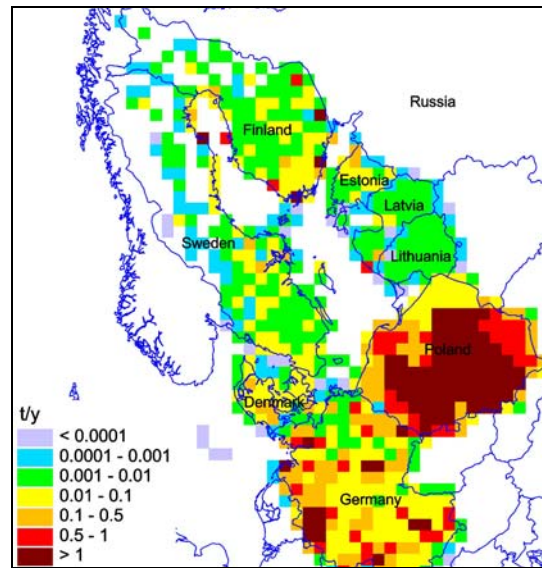 Russia
Finland
Estonia
Latvia
Sweden
Lithuania
Poland
Denmark
Germany
t/y
< 0.0001
0.0001 - 0.001
0.001 - 0.01
0.01 - 0.1
0.1 - 0.5
0.5 - 1
> 1